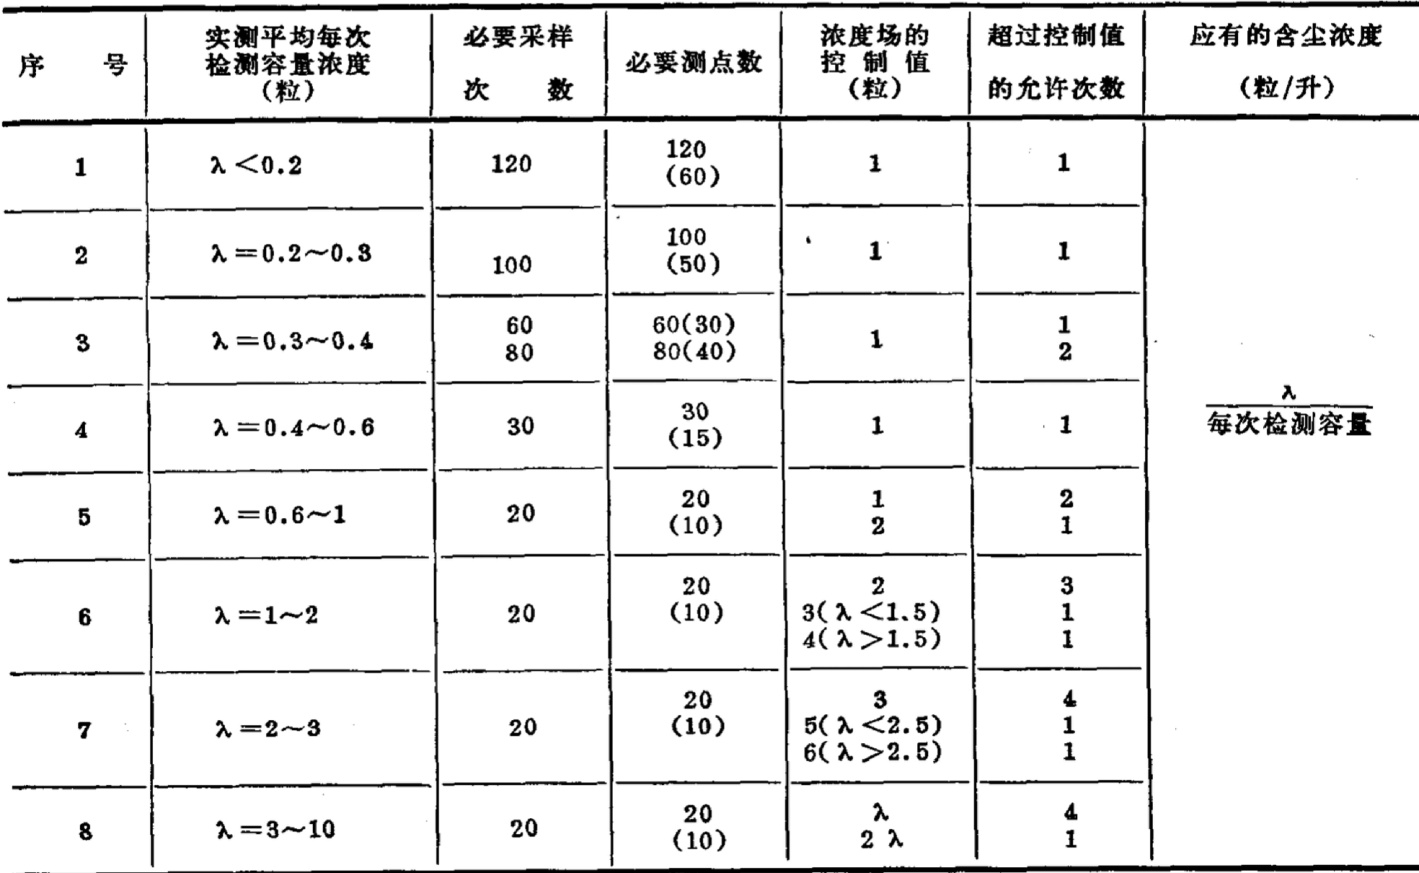 序 号
实测平均每次
检测容量浓度
(粒)
必要采样
次 数
必要测点数
浓度场的
控 制 值
(粒)
超过控制值
的允许次数
应有的含尘浓度
(粒/升)
1
λ<0.2
120
120
(60)
1
1
2
λ=0.2~0.3
100
100
(50)
1
1
3
λ=0.3~0.4
60
80
60(30)
80(40)
1
1
2
4
λ=0.4~0.6
30
30
(15)
1
1
5
λ=0.6~1
20
20
(10)
1
2
2
1
6
λ=1~2
20
20
(10)
2
3(λ<1.5)
4(λ>1.5)
3
1
1
7
λ=2~3
20
20
(10)
3
5(λ<2.5)
6(λ>2.5)
4
1
1
8
λ=3~10
20
20
(10)
λ
2λ
4
1
λ
每次检测容量